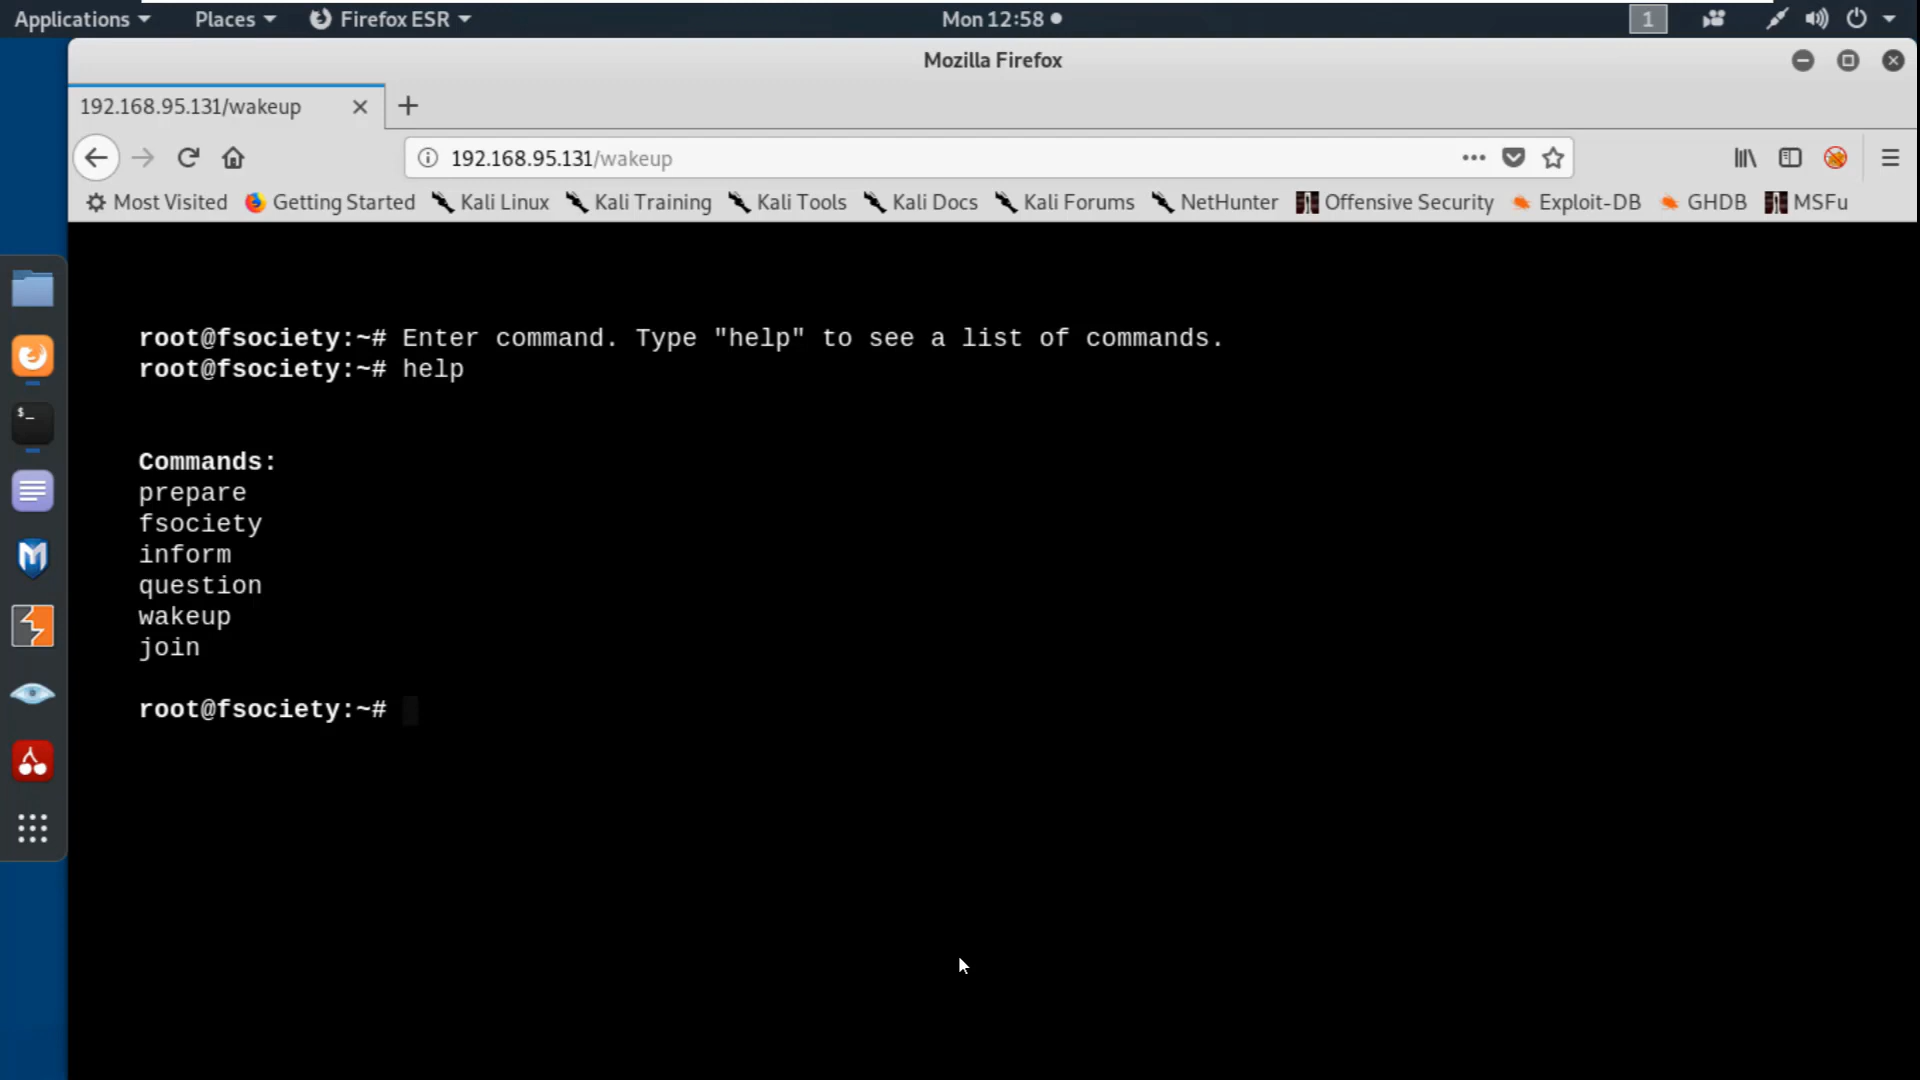 Applications Places Firefox ESR Mon 12:58 1
Mozilla Firefox
192.168.95.131/wakeup
192.168.95.131/wakeup
Most Visited Getting Started Kali Linux Kali Training Kali Tools Kali Docs Kali Forums NetHunter Offensive Security Exploit-DB GHDB MSFu
root@fsociety:~# Enter command. Type "help" to see a list of commands.
root@fsociety:~# help
Commands:
prepare
fsociety
inform
question
wakeup
join
root@fsociety:~#